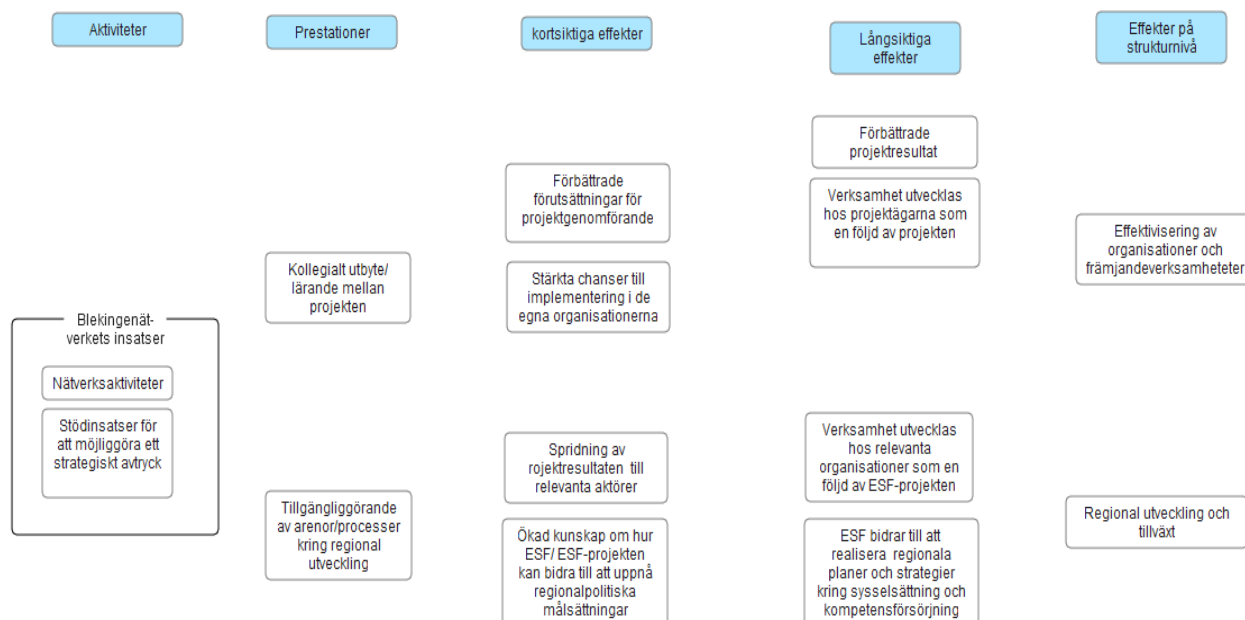 Aktiviteter
Prestationer
kortsiktiga effekter
Långsiktiga
effekter
Effekter på
strukturnivå
Blekingenät-
verkets insatser
Nätverksaktiviteter
Stödinsatser för
att möjliggöra ett
strategiskt avtryck
Kollegialt utbyte/
lärande mellan
projekten
Tillgängliggörande
av arenor/processer
kring regional
utveckling
Förbättrade
förutsättningar för
projektgenomförande
Stärkta chanser till
implementering i de
egna organisationerna
Spridning av
rojektresultaten till
relevanta aktörer
Ökad kunskap om hur
ESF/ ESF-projekten
kan bidra till att uppnå
regionalpolitiska
målsättningar
Förbättrade
projektresultat
Verksamhet utvecklas
hos projektägarna som
en följd av projekten
Verksamhet utvecklas
hos relevanta
organisationer som en
följd av ESF-projekten
ESF bidrar till att
realisera regionala
planer och strategier
kring sysselsättning och
kompetensförsörjning
Effektivisering av
organisationer och
främjandeverksamheteter
Regional utveckling och
tillväxt